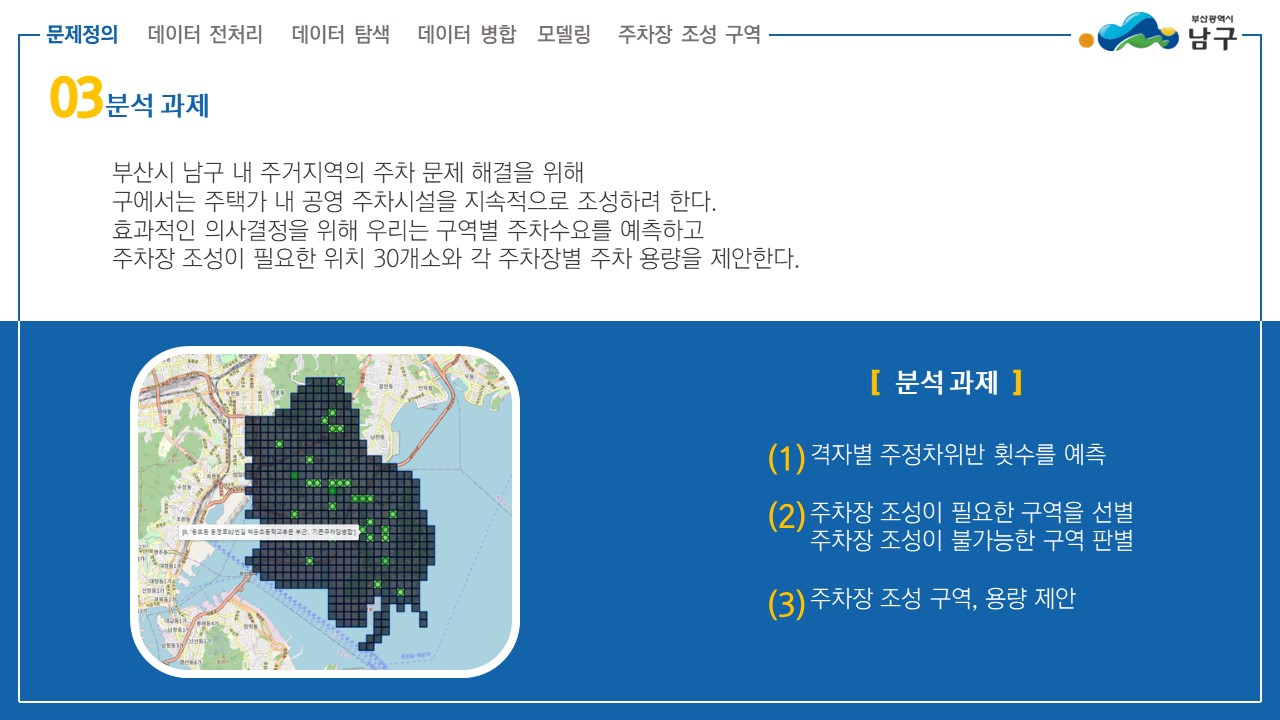 문제정의 데이터 전처리 데이터 탐색 데이터 병합 모델링 주차장 조성 구역
부산광역시
남구
03 분석 과제
부산시 남구 내 주거지역의 주차 문제 해결을 위해
구에서는 주택가 내 공영 주차시설을 지속적으로 조성하려 한다.
효과적인 의사결정을 위해 우리는 구역별 주차수요를 예측하고
주차장 조성이 필요한 위치 30개소와 각 주차장별 주차 용량을 제안한다.
[ 분석 과제 ]
(1) 격자별 주정차위반 횟수를 예측
(2) 주차장 조성이 필요한 구역을 선별
주차장 조성이 불가능한 구역 판별
(3) 주차장 조성 구역, 용량 제안